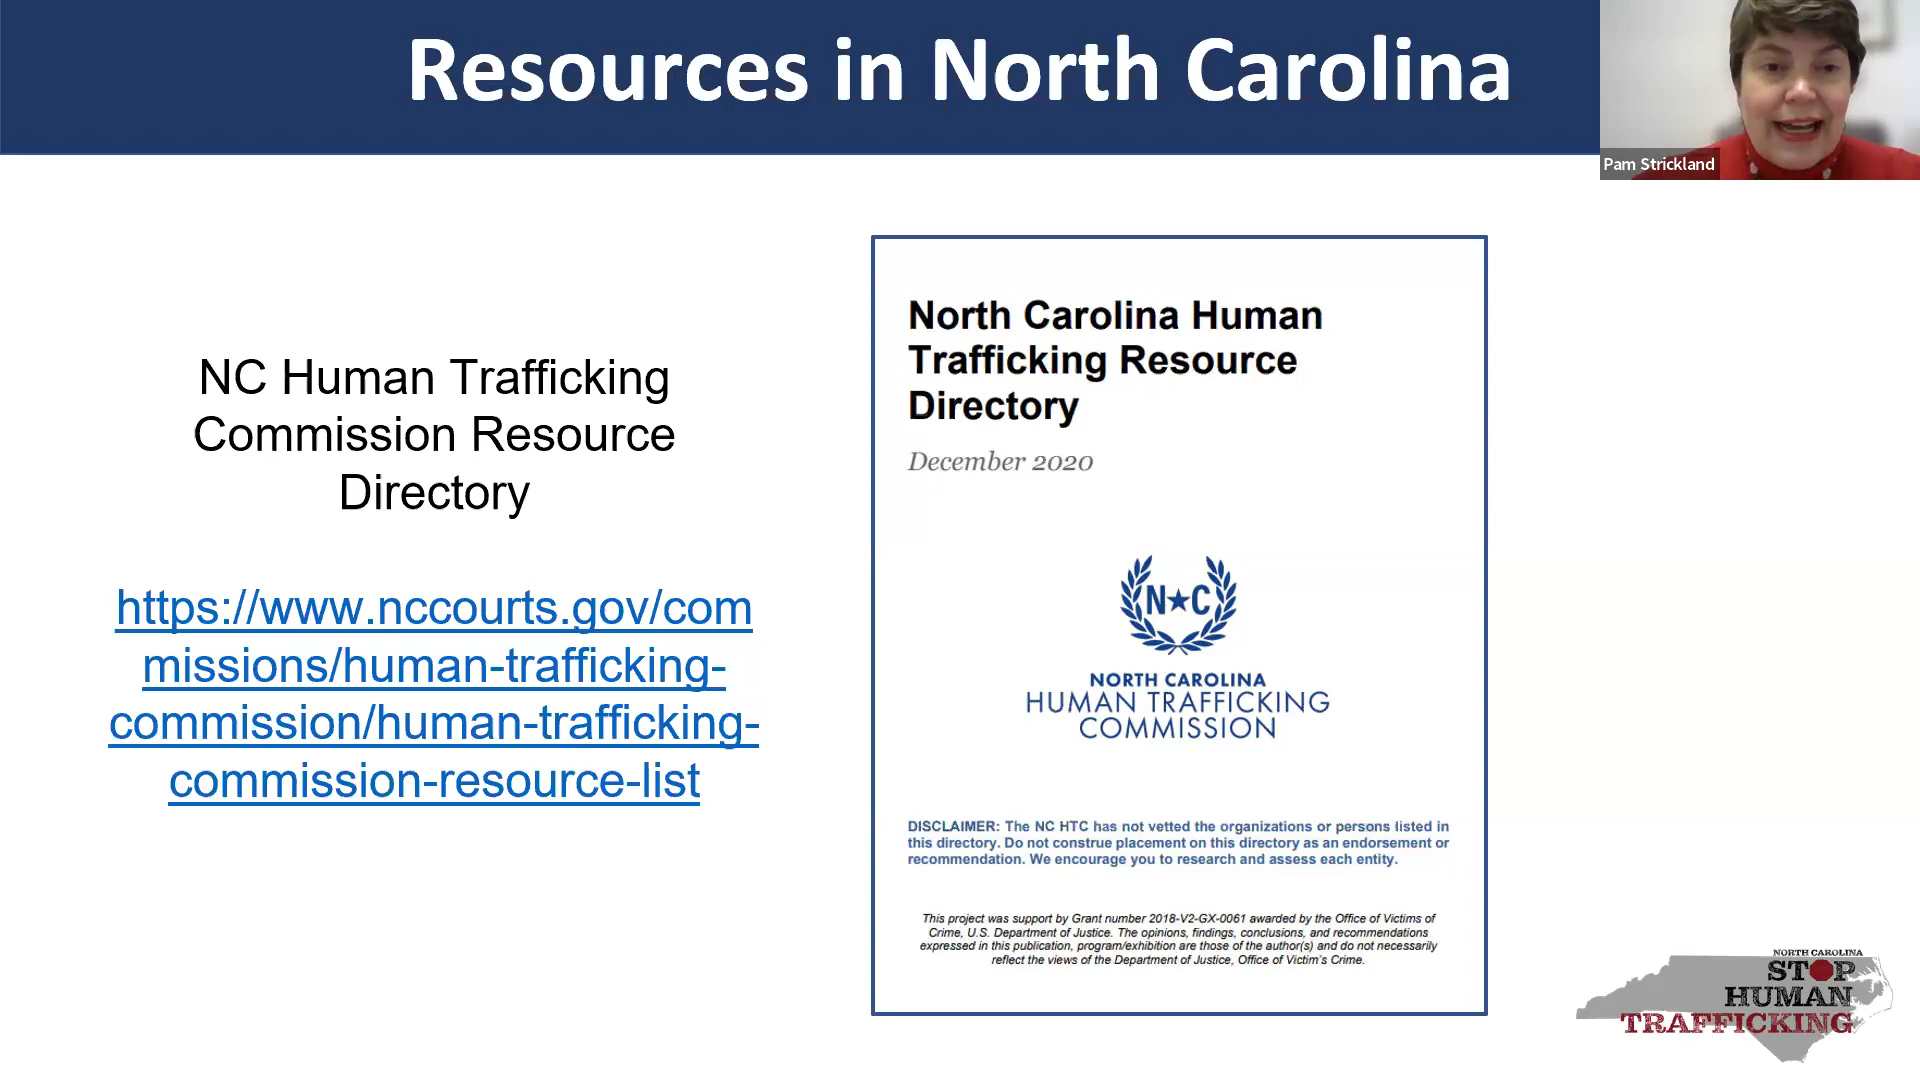 Resources in North Carolina
Pam Strickland
NC Human Trafficking
Commission Resource
Directory
https://www.nccourts.gov/com
missions/human-trafficking-
commission/human-trafficking-
commission-resource-list
North Carolina Human
Trafficking Resource
Directory
December 2020
N★C
NORTH CAROLINA
HUMAN TRAFFICKING
COMMISSION
DISCLAIMER: The NC HTC has not vetted the organizations or persons listed in
this directory. Do not construe placement on this directory as an endorsement or
recommendation. We encourage you to research and assess each entity.
This project was support by Grant number 2018-V2-GX-0061 awarded by the Office of Victims of
Crime, U.S. Department of Justice. The opinions, findings, conclusions, and recommendations
expressed in this publication, program/exhibition are those of the author(s) and do not necessarily
reflect the views of the Department of Justice, Office of Victim's Crime.
NORTH CAROLINA
STOP
HUMAN
TRAFFICKING